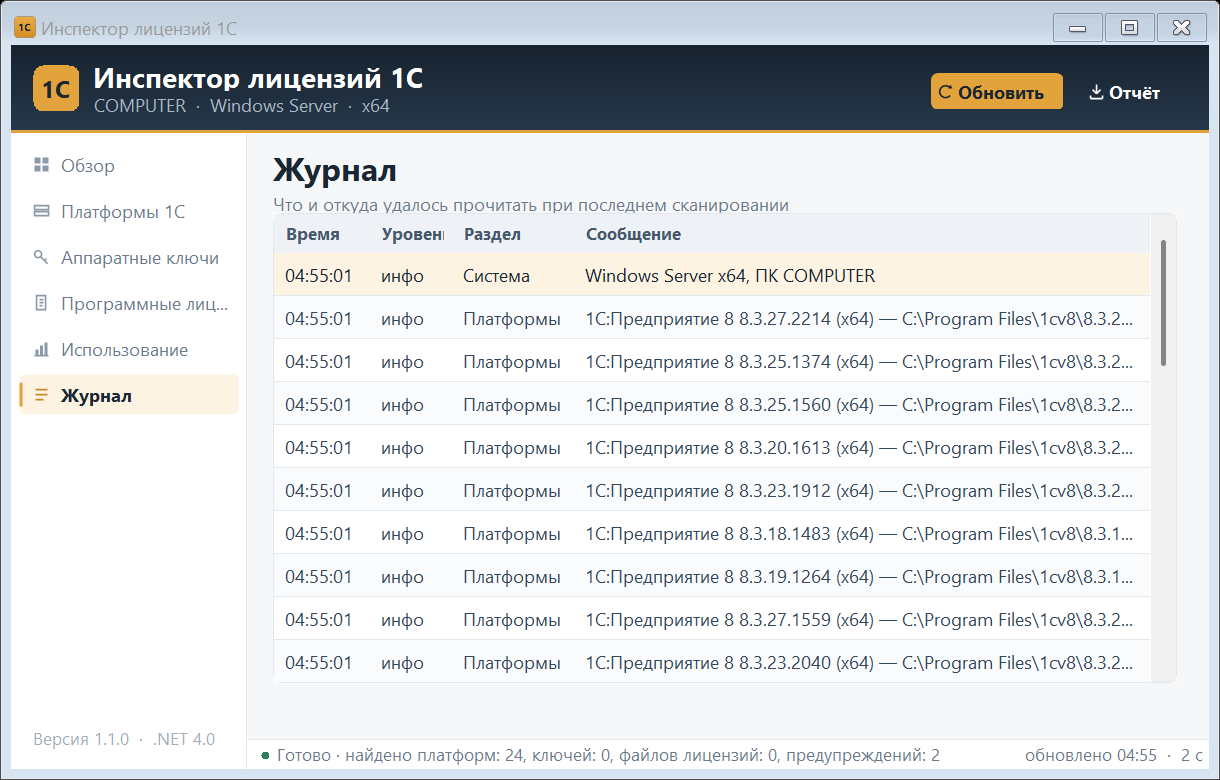 1С Инспектор лицензий 1С
1С
Инспектор лицензий 1С
COMPUTER · Windows Server · x64
Обновить
Отчёт
Обзор
Платформы 1С
Аппаратные ключи
Программные лиц...
Использование
Журнал
Версия 1.1.0 · .NET 4.0
Журнал
Что и откуда удалось прочитать при последнем сканировании
Время Уровен Раздел Сообщение
04:55:01 инфо Система Windows Server x64, ПК COMPUTER
04:55:01 инфо Платформы 1С:Предприятие 8 8.3.27.2214 (x64) — C:\Program Files\1cv8\8.3.2...
04:55:01 инфо Платформы 1С:Предприятие 8 8.3.25.1374 (x64) — C:\Program Files\1cv8\8.3.2...
04:55:01 инфо Платформы 1С:Предприятие 8 8.3.25.1560 (x64) — C:\Program Files\1cv8\8.3.2...
04:55:01 инфо Платформы 1С:Предприятие 8 8.3.20.1613 (x64) — C:\Program Files\1cv8\8.3.2...
04:55:01 инфо Платформы 1С:Предприятие 8 8.3.23.1912 (x64) — C:\Program Files\1cv8\8.3.2...
04:55:01 инфо Платформы 1С:Предприятие 8 8.3.18.1483 (x64) — C:\Program Files\1cv8\8.3.1...
04:55:01 инфо Платформы 1С:Предприятие 8 8.3.19.1264 (x64) — C:\Program Files\1cv8\8.3.1...
04:55:01 инфо Платформы 1С:Предприятие 8 8.3.27.1559 (x64) — C:\Program Files\1cv8\8.3.2...
04:55:01 инфо Платформы 1С:Предприятие 8 8.3.23.2040 (x64) — C:\Program Files\1cv8\8.3.2...
Готово · найдено платформ: 24, ключей: 0, файлов лицензий: 0, предупреждений: 2
обновлено 04:55 · 2 с